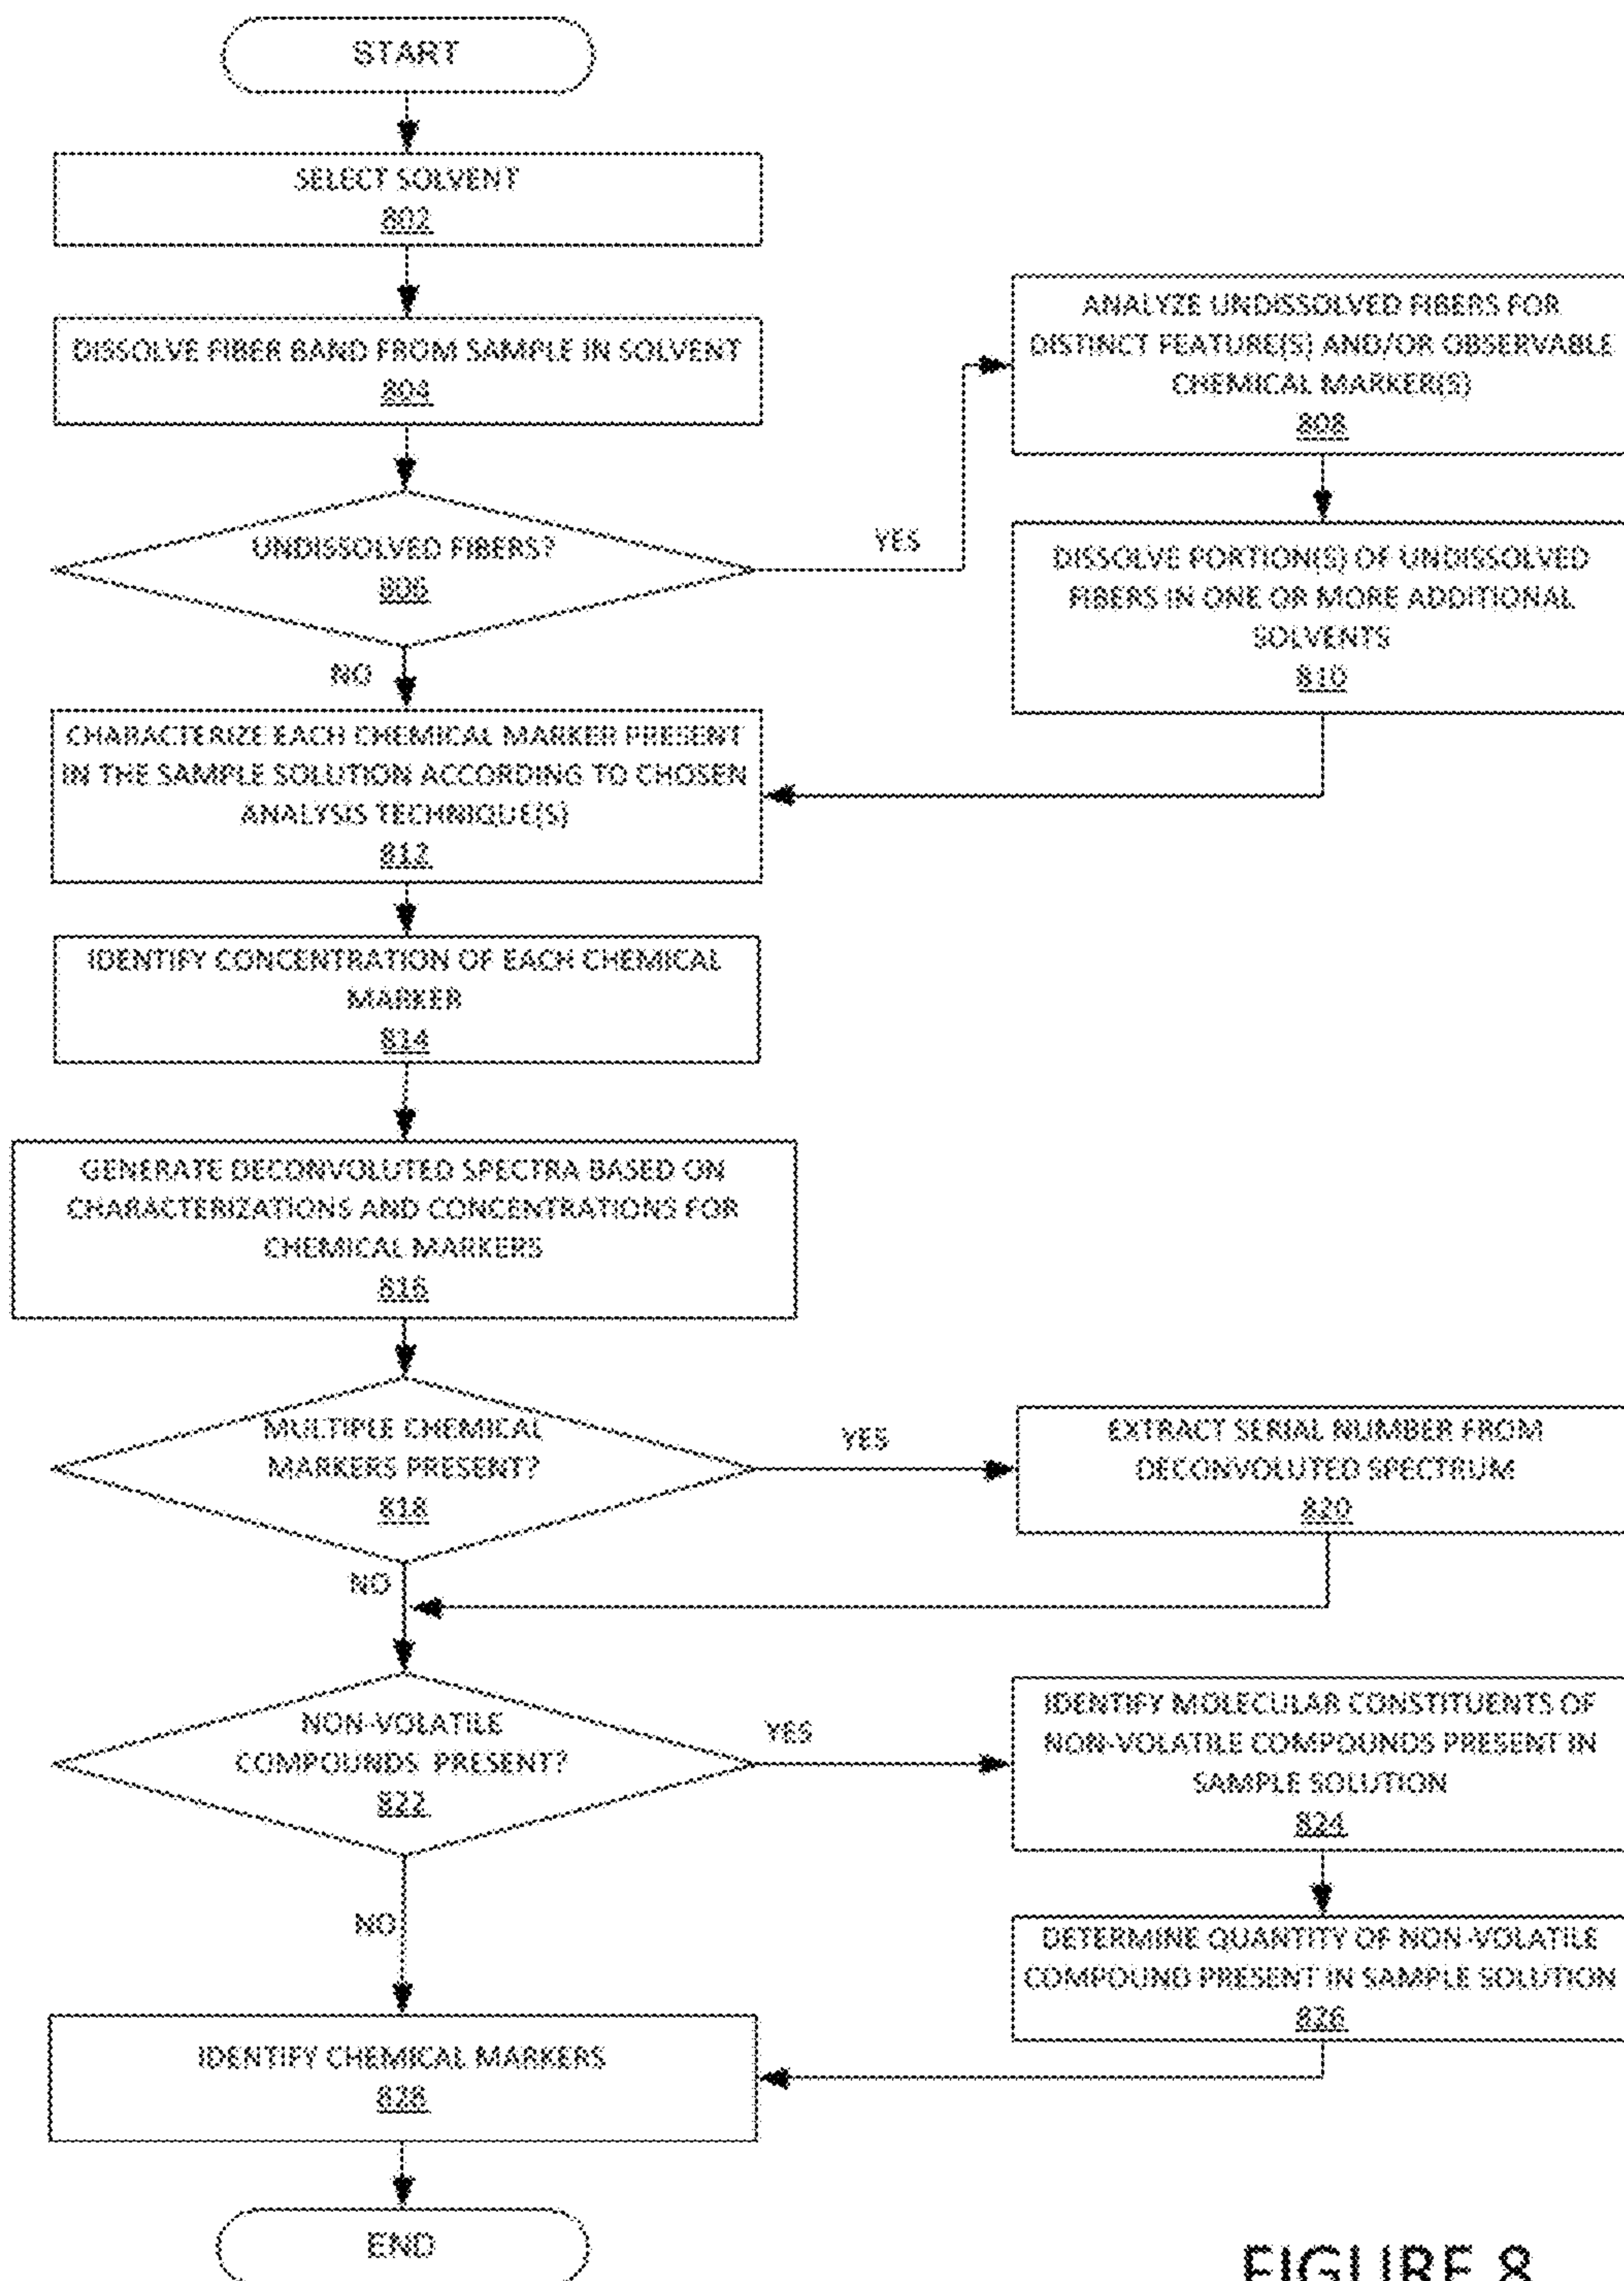 START
SELECT SOLVENT
802
DISSOLVE FIBER BAND FROM SAMPLE IN SOLVENT
804
UNDISSOLVED FIBERS?
806
YES
NO
ANALYZE UNDISSOLVED FIBERS FOR
DISTINCT FEATURE(S) AND/OR OBSERVABLE
CHEMICAL MARKER(S)
808
DISSOLVE PORTION(S) OF UNDISSOLVED
FIBERS IN ONE OR MORE ADDITIONAL
SOLVENTS
810
CHARACTERIZE EACH CHEMICAL MARKER PRESENT
IN THE SAMPLE SOLUTION ACCORDING TO CHOSEN
ANALYSIS TECHNIQUE(S)
812
IDENTIFY CONCENTRATION OF EACH CHEMICAL
MARKER
814
GENERATE DECONVOLUTED SPECTRA BASED ON
CHARACTERIZATIONS AND CONCENTRATIONS FOR
CHEMICAL MARKERS
816
MULTIPLE CHEMICAL
MARKERS PRESENT?
818
YES
NO
EXTRACT SERIAL NUMBER FROM
DECONVOLUTED SPECTRUM
820
NON-VOLATILE
COMPOUNDS PRESENT?
822
YES
NO
IDENTIFY MOLECULAR CONSTITUENTS OF
NON-VOLATILE COMPOUNDS PRESENT IN
SAMPLE SOLUTION
824
DETERMINE QUANTITY OF NON-VOLATILE
COMPOUND PRESENT IN SAMPLE SOLUTION
826
IDENTIFY CHEMICAL MARKERS
828
END
FIGURE 8